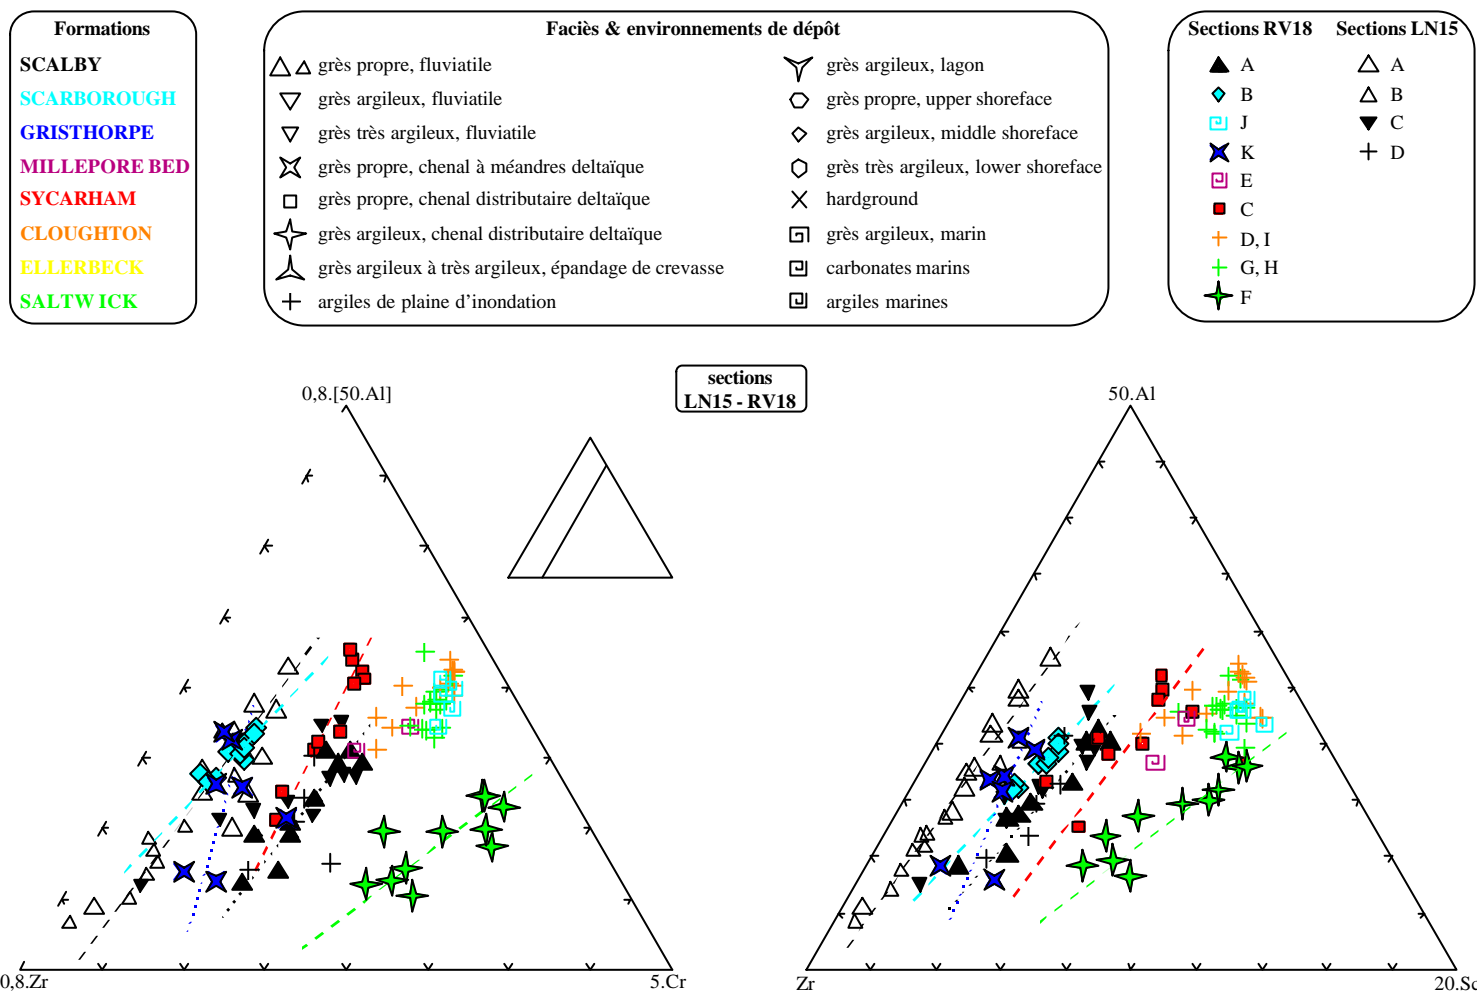 Formations
SCALBY
SCARBOROUGH
GRISTHORPE
MILLEPORE BED
SYCARHAM
CLOUGHTON
ELLERBECK
SALTW ICK
Faciès & environnements de dépôt
grès propre, fluviatile
grès argileux, fluviatile
grès très argileux, fluviatile
grès propre, chenal à méandres deltaïque
grès propre, chenal distributaire deltaïque
grès argileux, chenal distributaire deltaïque
grès argileux à très argileux, épandage de crevasse
argiles de plaine d'inondation
grès argileux, lagon
grès propre, upper shoreface
grès argileux, middle shoreface
grès très argileux, lower shoreface
hardground
grès argileux, marin
carbonates marins
argiles marines
Sections RV18
A
B
J
K
E
C
D, I
G, H
F
Sections LN15
A
B
C
D
sections
LN15 - RV18
0,8.[50.Al]
0,8.Zr
5.Cr
50.Al
Zr
20.Sc